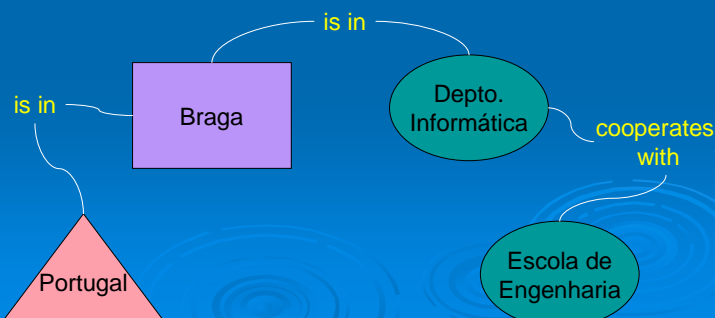 is in
Depto.
Informática
is in
Braga
cooperates
with
Escola de
Engenharia
Portugal